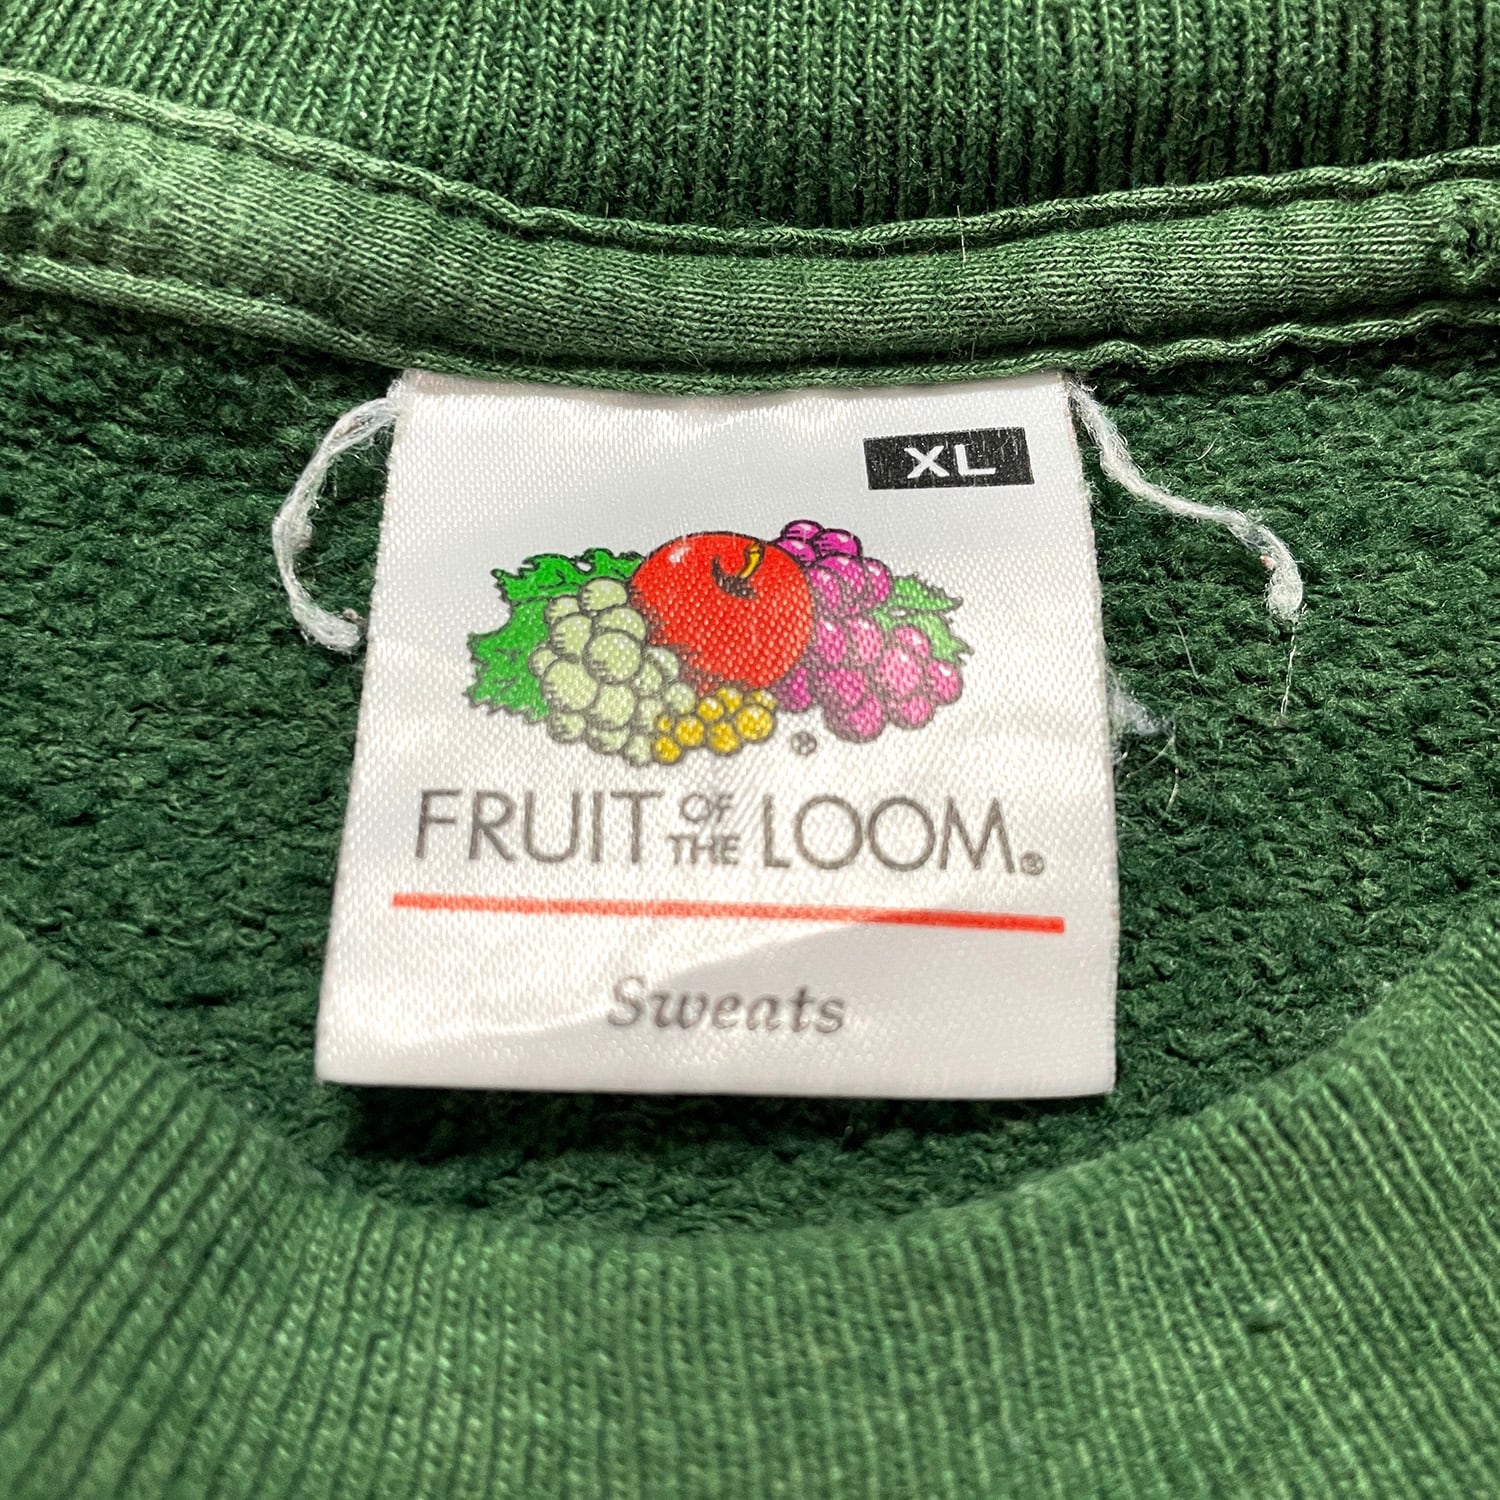 XL
®
FRUIT OF THE LOOM®
Sweats